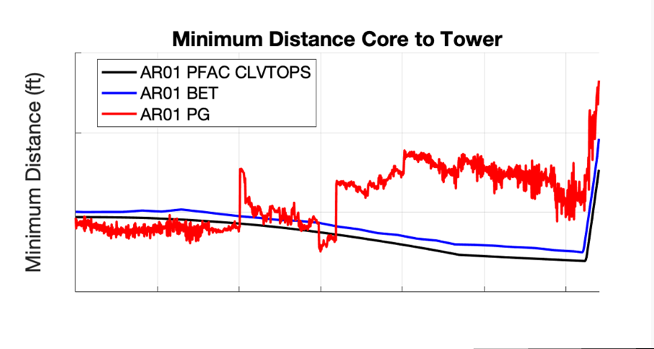 Minimum Distance Core to Tower
Minimum Distance (ft)
AR01 PFAC CLVTOPS
AR01 BET
AR01 PG